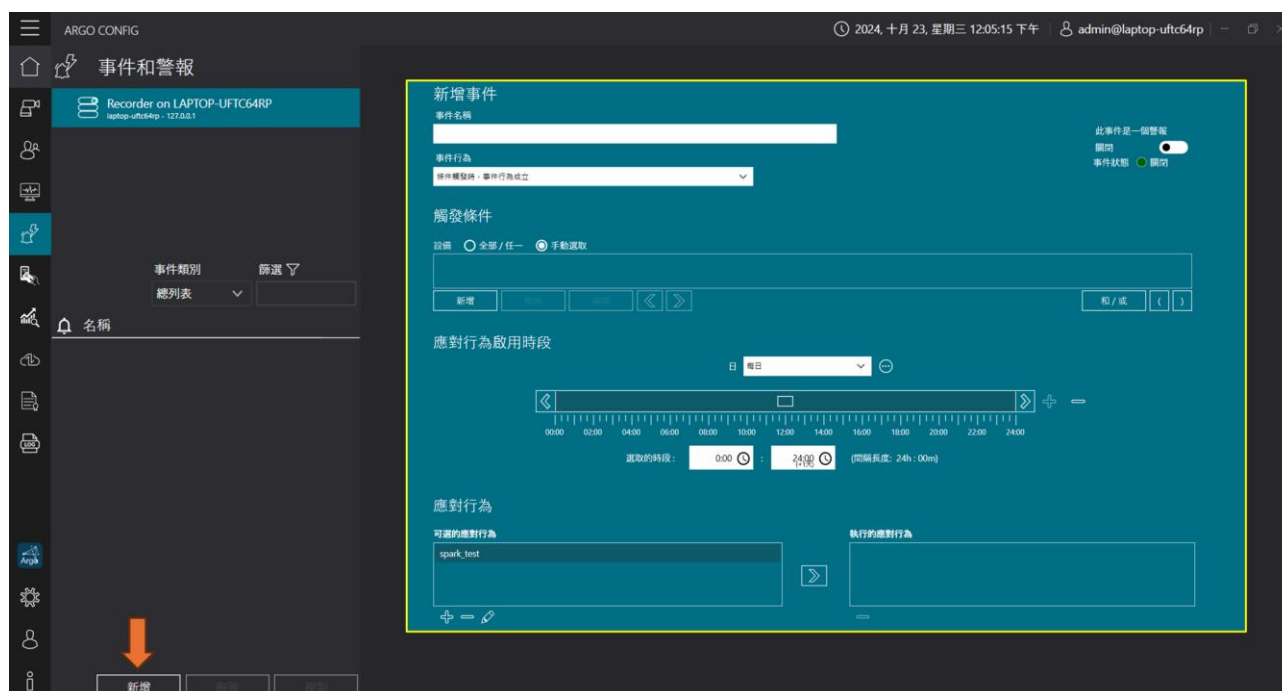 ARGO CONFIG
2024, 十月 23, 星期三 12:05:15 下午
admin@laptop-uftc64rp
事件和警報
Recorder on LAPTOP-UFTC64RP
laptop-uftc64rp - 127.0.0.1
事件類別
篩選
總列表
名稱
Argo
LOG
新增
新增事件
事件名稱
此事件是一個警報
關閉
事件狀態 關閉
事件行為
條件觸發時,事件行為成立
觸發條件
設備 全部 / 任一 手動選取
新增
和 / 或 ( )
應對行為啟用時段
日 每日
00:00 02:00 04:00 06:00 08:00 10:00 12:00 14:00 16:00 18:00 20:00 22:00 24:00
選取的時段: 0:00 : 24:00 (間隔長度: 24h : 00m)
應對行為
可選的應對行為
執行的應對行為
spark_test